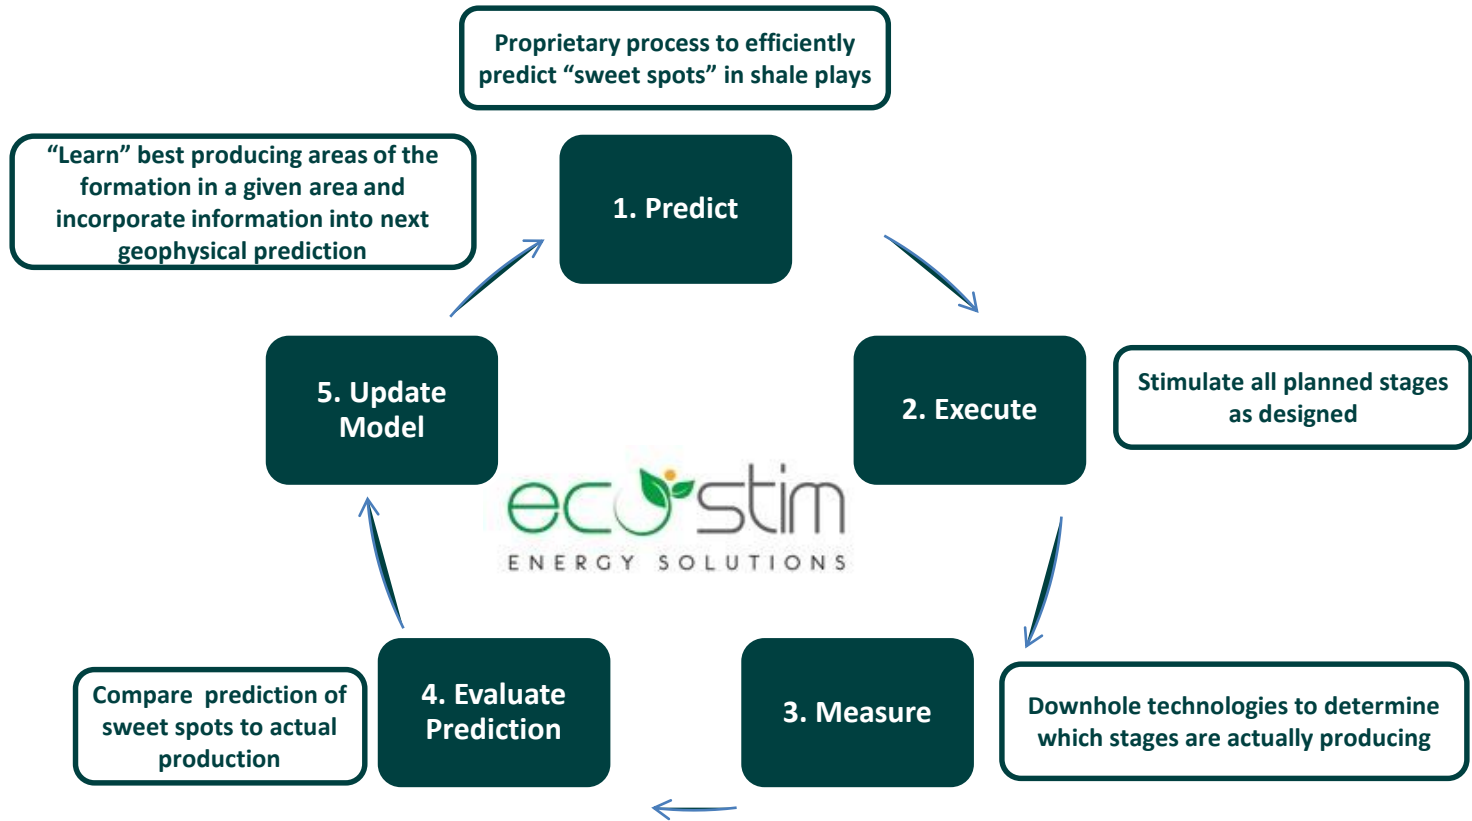 Proprietary process to efficiently
predict “sweet spots” in shale plays
“Learn” best producing areas of the
formation in a given area and
incorporate information into next
geophysical prediction
1. Predict
5. Update
Model
2. Execute
Stimulate all planned stages
as designed
ecostim
ENERGY SOLUTIONS
Compare prediction of
sweet spots to actual
production
4. Evaluate
Prediction
3. Measure
Downhole technologies to determine
which stages are actually producing